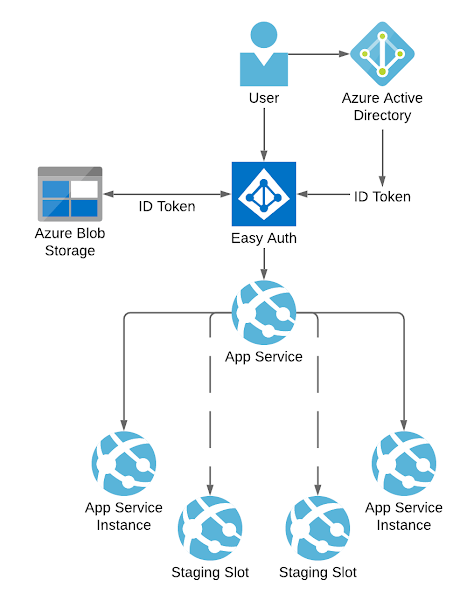 User
Azure Active
Directory
ID Token
ID Token
Azure Blob
Storage
Easy Auth
App Service
App Service
Instance
App Service
Instance
Staging Slot
Staging Slot